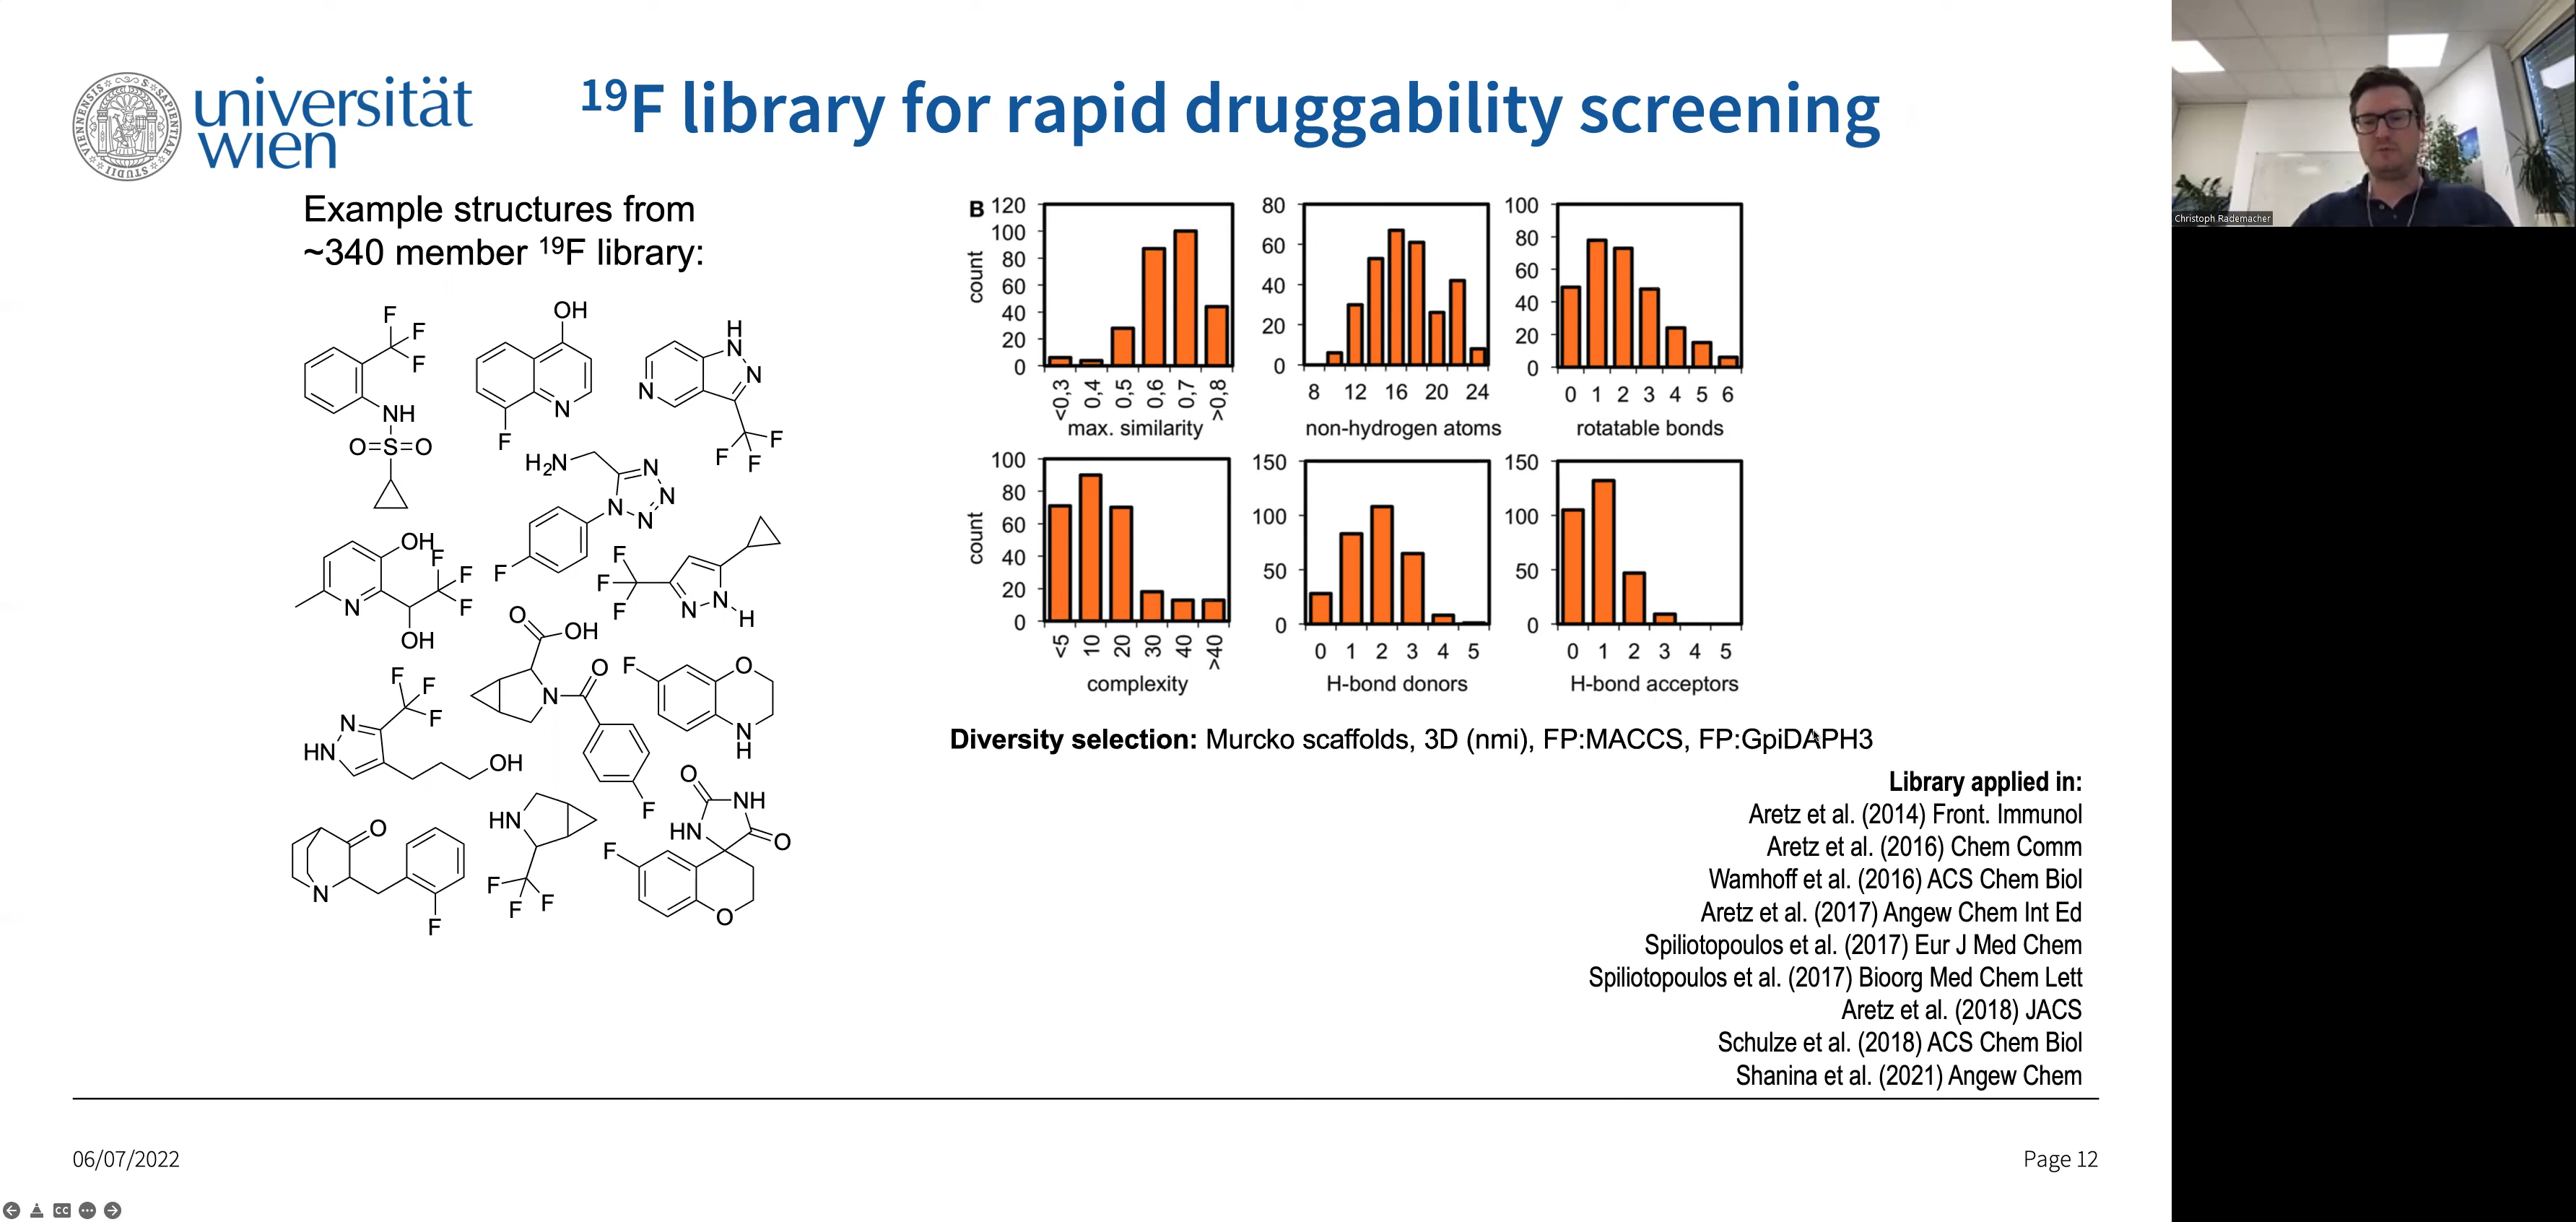 universität
wien
19F library for rapid druggability screening
Christoph Rademacher
Example structures from
~340 member 19F library:
F
F
F
NH
O=S=O
OH
N
F
H
N
N
N
F
F
F
H2N
N
N
N
N
F
OH
F
F
F
N
OH
F
F
F
N
N
H
O
OH
N
O
F
F
O
N
H
F
F
F
N
HN
OH
O
N
F
HN
F
F
F
O
NH
HN
O
F
O
B
count
120
100
80
60
40
20
0
<0,3
0,4
0,5
0,6
0,7
>0,8
max. similarity
80
60
40
20
0
8 12 16 20 24
non-hydrogen atoms
100
80
60
40
20
0
0 1 2 3 4 5 6
rotatable bonds
count
100
80
60
40
20
0
<5
10
20
30
40
>40
complexity
150
100
50
0
0 1 2 3 4 5
H-bond donors
150
100
50
0
0 1 2 3 4 5
H-bond acceptors
Diversity selection: Murcko scaffolds, 3D (nmi), FP:MACCS, FP:GpiDAPH3
Library applied in:
Aretz et al. (2014) Front. Immunol
Aretz et al. (2016) Chem Comm
Wamhoff et al. (2016) ACS Chem Biol
Aretz et al. (2017) Angew Chem Int Ed
Spiliotopoulos et al. (2017) Eur J Med Chem
Spiliotopoulos et al. (2017) Bioorg Med Chem Lett
Aretz et al. (2018) JACS
Schulze et al. (2018) ACS Chem Biol
Shanina et al. (2021) Angew Chem
06/07/2022
Page 12
CC